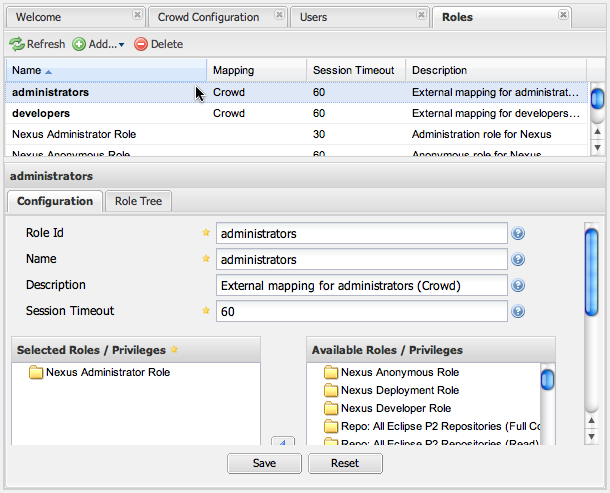 Welcome Crowd Configuration Users Roles
Refresh Add... Delete
Name Mapping Session Timeout Description
administrators Crowd 60 External mapping for administrat...
developers Crowd 60 External mapping for developers...
Nexus Administrator Role 30 Administration role for Nexus
Nexus Anonymous Role 60 Anonymous role for Nexus
administrators
Configuration Role Tree
Role Id administrators
Name administrators
Description External mapping for administrators (Crowd)
Session Timeout 60
Selected Roles / Privileges Available Roles / Privileges
Nexus Administrator Role Nexus Anonymous Role
Nexus Deployment Role
Nexus Developer Role
Repo: All Eclipse P2 Repositories (Full Co
Repo: All Eclipse P2 Repositories (Read)
Save Reset